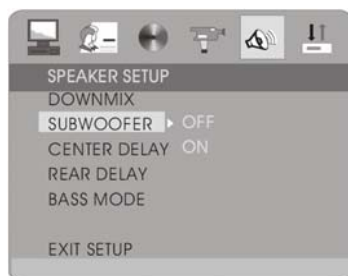 SPEAKER SETUP
DOWNMIX
SUBWOOFER OFF
CENTER DELAY ON
REAR DELAY
BASS MODE
EXIT SETUP